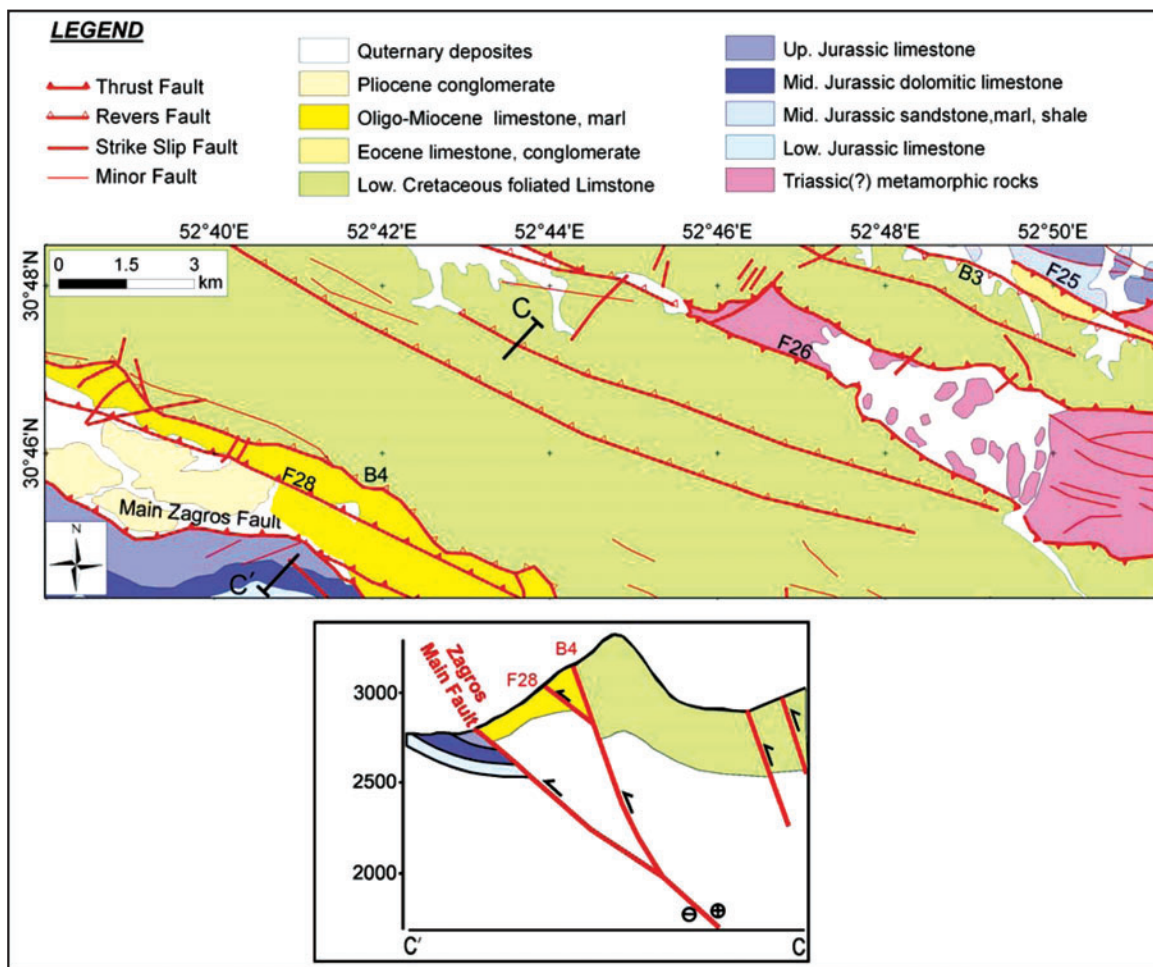 LEGEND
Thrust Fault
Revers Fault
Strike Slip Fault
Minor Fault
Quternary deposites
Pliocene conglomerate
Oligo-Miocene limestone, marl
Eocene limestone, conglomerate
Low. Cretaceous foliated Limstone
Up. Jurassic limestone
Mid. Jurassic dolomitic limestone
Mid. Jurassic sandstone,marl, shale
Low. Jurassic limestone
Triassic(?) metamorphic rocks
52°40'E 52°42'E 52°44'E 52°46'E 52°48'E 52°50'E
30°48'N
0 1.5 3
km
C
B3
F25
F26
30°46'N
B4
F28
Main Zagros Fault
N
C'
Zagros
Main Fault
F28
B4
3000
2500
2000
C' C